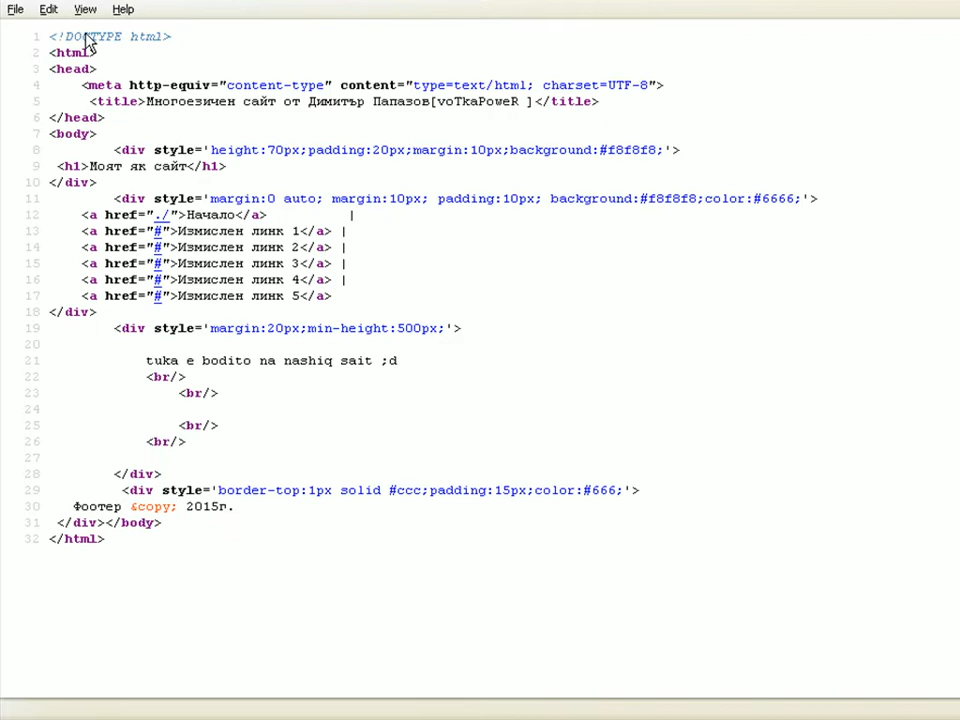 File Edit View Help
1 <!DOCTYPE html>
2 <html>
3 <head>
4 <meta http-equiv="content-type" content="type=text/html; charset=UTF-8">
5 <title>Многоезичен сайт от Димитър Папазов[voTkaPoweR ]</title>
6 </head>
7 <body>
8 <div style='height:70px;padding:20px;margin:10px;background:#f8f8f8;'>
9 <h1>Моят як сайт</h1>
10 </div>
11 <div style='margin:0 auto; margin:10px; padding:10px; background:#f8f8f8;color:#6666;'>
12 <a href="./">Начало</a> |
13 <a href="#">Измислен линк 1</a> |
14 <a href="#">Измислен линк 2</a> |
15 <a href="#">Измислен линк 3</a> |
16 <a href="#">Измислен линк 4</a> |
17 <a href="#">Измислен линк 5</a>
18 </div>
19 <div style='margin:20px;min-height:500px;'>
20
21 tuka e bodito na nashiq sait ;d
22 <br/>
23 <br/>
24
25 <br/>
26 <br/>
27
28 </div>
29 <div style='border-top:1px solid #ccc;padding:15px;color:#666;'>
30 Футер &copy; 2015г.
31 </div></body>
32 </html>